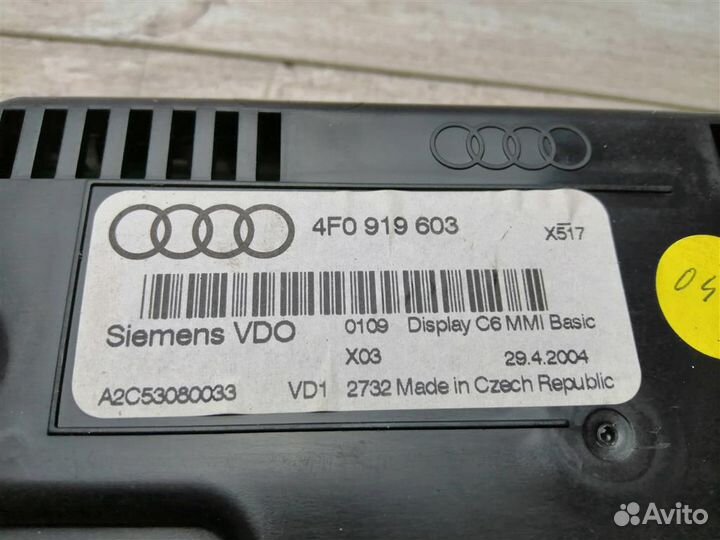 4F0 919 603
X517
Siemens VDO
0109 Display C6 MMI Basic
X03 29.4.2004
A2C53080033 VD1 2732 Made in Czech Republic
Avito